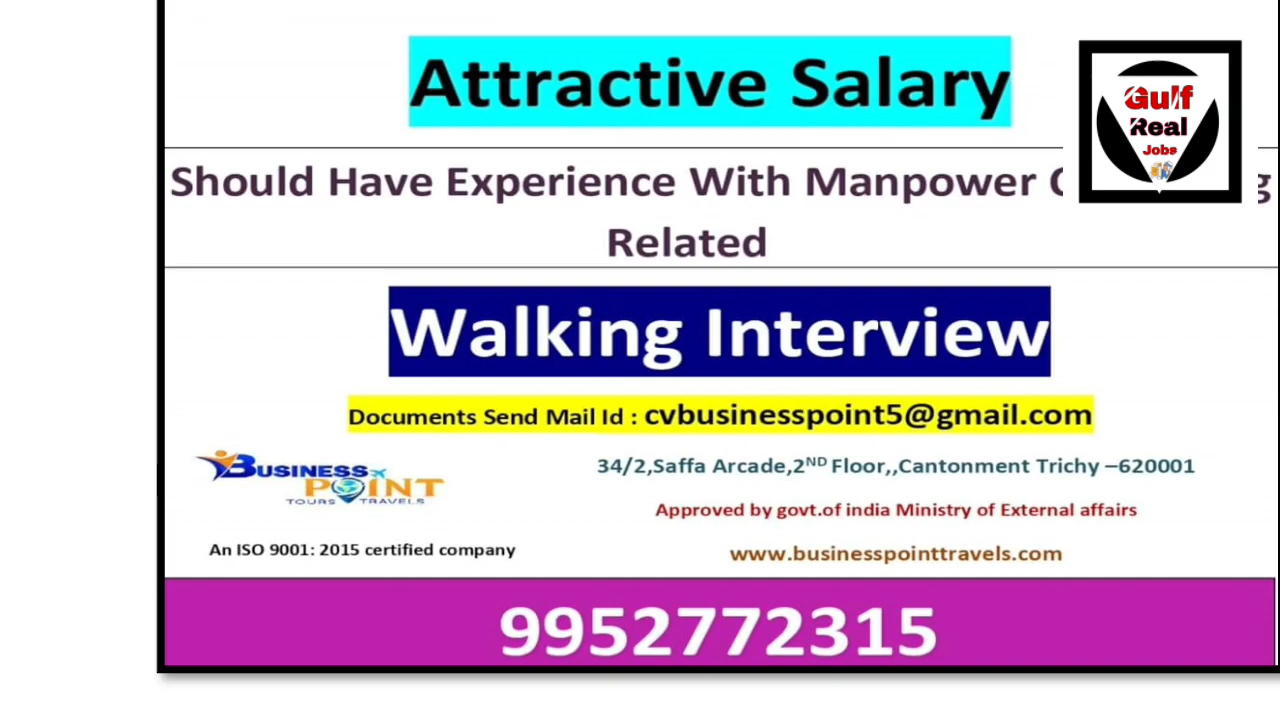 Attractive Salary
Gulf
Real
Jobs
Should Have Experience With Manpower
Related
Walking Interview
Documents Send Mail Id : cvbusinesspoint5@gmail.com
BUSINESS
POINT
TOURS TRAVELS
34/2,Saffa Arcade,2ND Floor,,Cantonment Trichy –620001
Approved by govt.of india Ministry of External affairs
An ISO 9001: 2015 certified company
www.businesspointtravels.com
9952772315